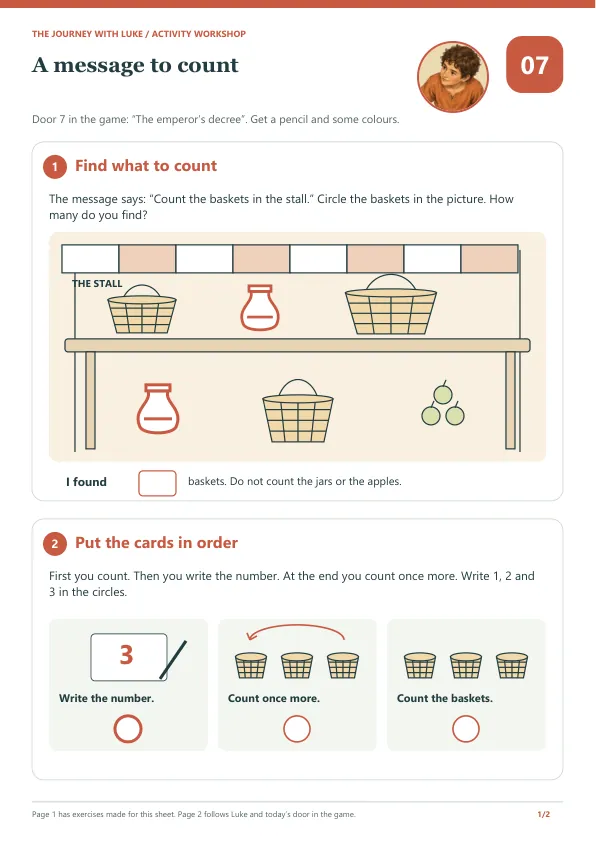 THE JOURNEY WITH LUKE / ACTIVITY WORKSHOP
A message to count
07
Door 7 in the game: “The emperor’s decree”. Get a pencil and some colours.
1 Find what to count
The message says: “Count the baskets in the stall.” Circle the baskets in the picture. How
many do you find?
THE STALL
I found baskets. Do not count the jars or the apples.
2 Put the cards in order
First you count. Then you write the number. At the end you count once more. Write 1, 2 and
3 in the circles.
3
Write the number.
Count once more.
Count the baskets.
Page 1 has exercises made for this sheet. Page 2 follows Luke and today’s door in the game.
1/2